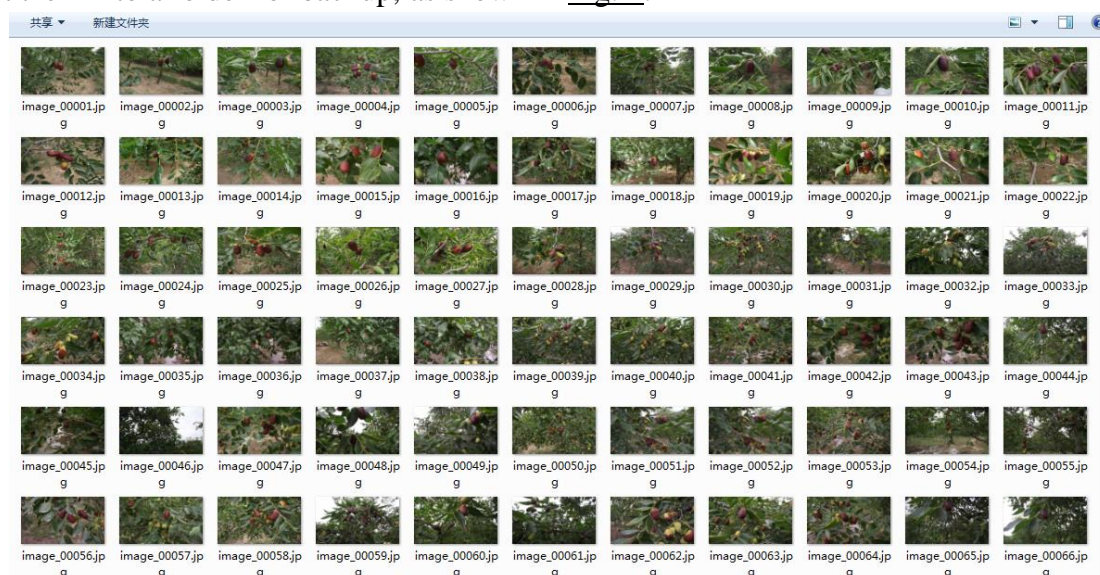 共享 新建文件夹
image_00001.jp image_00002.jp image_00003.jp image_00004.jp image_00005.jp image_00006.jp image_00007.jp image_00008.jp image_00009.jp image_00010.jp image_00011.jp
g g g g g g g g g g g
image_00012.jp image_00013.jp image_00014.jp image_00015.jp image_00016.jp image_00017.jp image_00018.jp image_00019.jp image_00020.jp image_00021.jp image_00022.jp
g g g g g g g g g g g
image_00023.jp image_00024.jp image_00025.jp image_00026.jp image_00027.jp image_00028.jp image_00029.jp image_00030.jp image_00031.jp image_00032.jp image_00033.jp
g g g g g g g g g g g
image_00034.jp image_00035.jp image_00036.jp image_00037.jp image_00038.jp image_00039.jp image_00040.jp image_00041.jp image_00042.jp image_00043.jp image_00044.jp
g g g g g g g g g g g
image_00045.jp image_00046.jp image_00047.jp image_00048.jp image_00049.jp image_00050.jp image_00051.jp image_00052.jp image_00053.jp image_00054.jp image_00055.jp
g g g g g g g g g g g
image_00056.jp image_00057.jp image_00058.jp image_00059.jp image_00060.jp image_00061.jp image_00062.jp image_00063.jp image_00064.jp image_00065.jp image_00066.jp
g g g g g g g g g g g